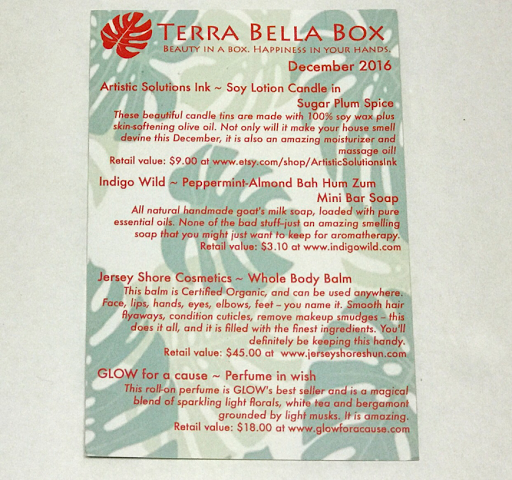 TERRA BELLA BOX
BEAUTY IN A BOX. HAPPINESS IN YOUR HANDS.
December 2016
Artistic Solutions Ink ~ Soy Lotion Candle in
Sugar Plum Spice
These beautiful candle tins are made with 100% soy wax plus
skin-softening olive oil. Not only will it make your house smell
devine this December, it is also an amazing moisturizer and
massage oil!
Retail value: $9.00 at www.etsy.com/shop/ArtisticSolutionsInk
Indigo Wild ~ Peppermint-Almond Bah Hum Zum
Mini Bar Soap
All natural handmade goat's milk soap, loaded with pure
essential oils. None of the bad stuff-just an amazing smelling
soap that you might just want to keep for aromatherapy.
Retail value: $3.10 at www.indigowild.com
Jersey Shore Cosmetics ~ Whole Body Balm
This balm is Certified Organic, and can be used anywhere.
Face, lips, hands, eyes, elbows, feet – you name it. Smooth hair
flyaways, condition cuticles, remove makeup smudges – this
does it all, and it is filled with the finest ingredients. You'll
definitely be keeping this handy.
Retail value: $45.00 at www.jerseyshoreshun.com
GLOW for a cause ~ Perfume in wish
This roll-on perfume is GLOW's best seller and is a magical
blend of sparkling light florals, white tea and bergamont
grounded by light musks. It is amazing.
Retail value: $18.00 at www.glowforacause.com